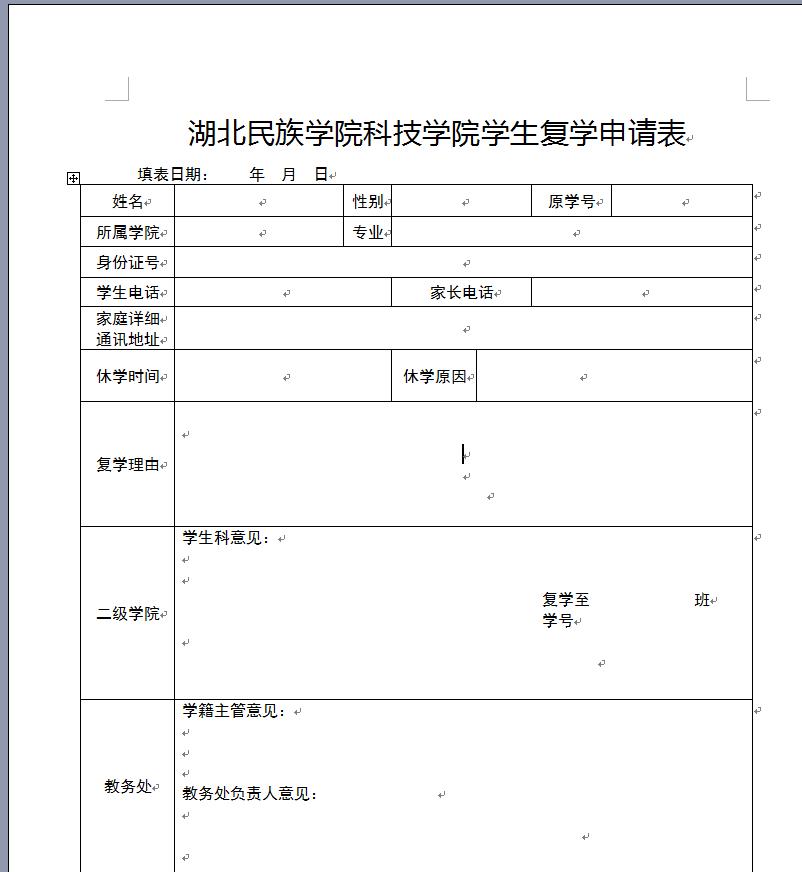 湖北民族学院科技学院学生复学申请表
填表日期： 年 月 日
姓名 性别 原学号
所属学院 专业
身份证号
学生电话 家长电话
家庭详细
通讯地址
休学时间 休学原因
复学理由
学生科意见：
二级学院
复学至 班
学号
学籍主管意见：
教务处
教务处负责人意见：